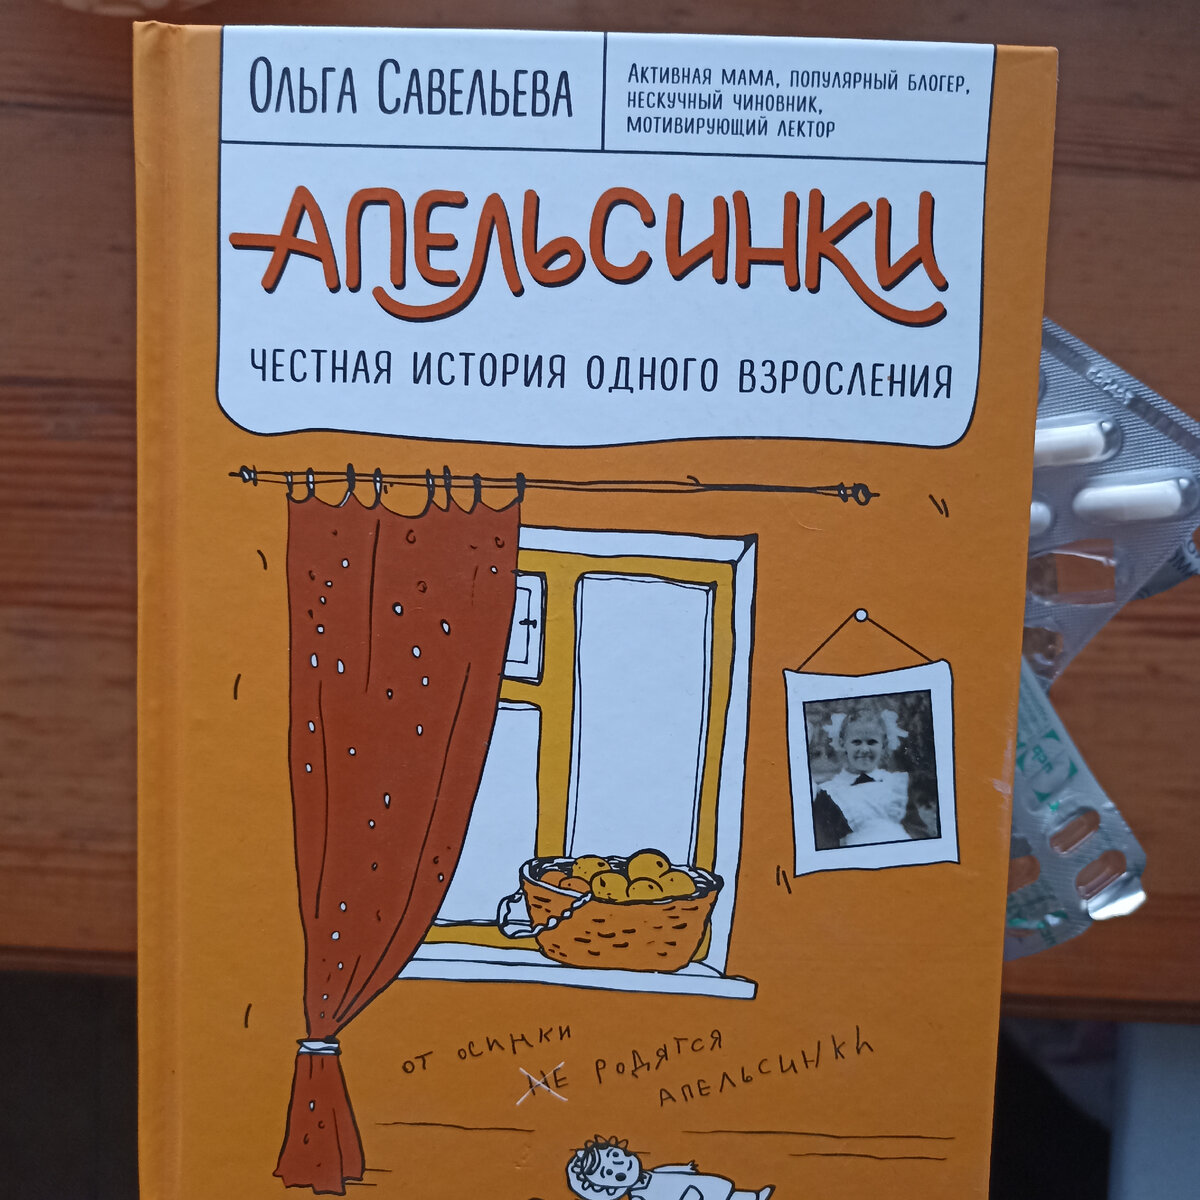 Ольга Савельева
Активная мама, популярный блогер,
нескучный чиновник,
мотивирующий лектор
Апельсинки
честная история одного взросления
от осинки
не родятся
апельсинки